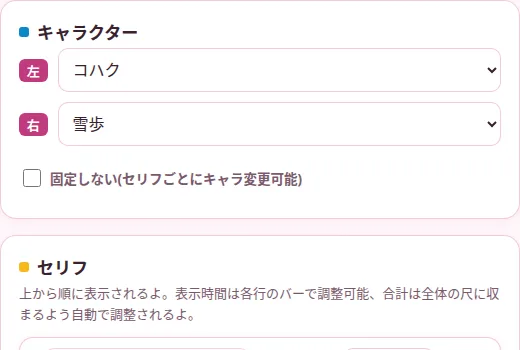 キャラクター
左 コハク
右 雪歩
固定しない(セリフごとにキャラ変更可能)
セリフ
上から順に表示されるよ。表示時間は各行のバーで調整可能、合計は全体の尺に収
まるよう自動で調整されるよ。